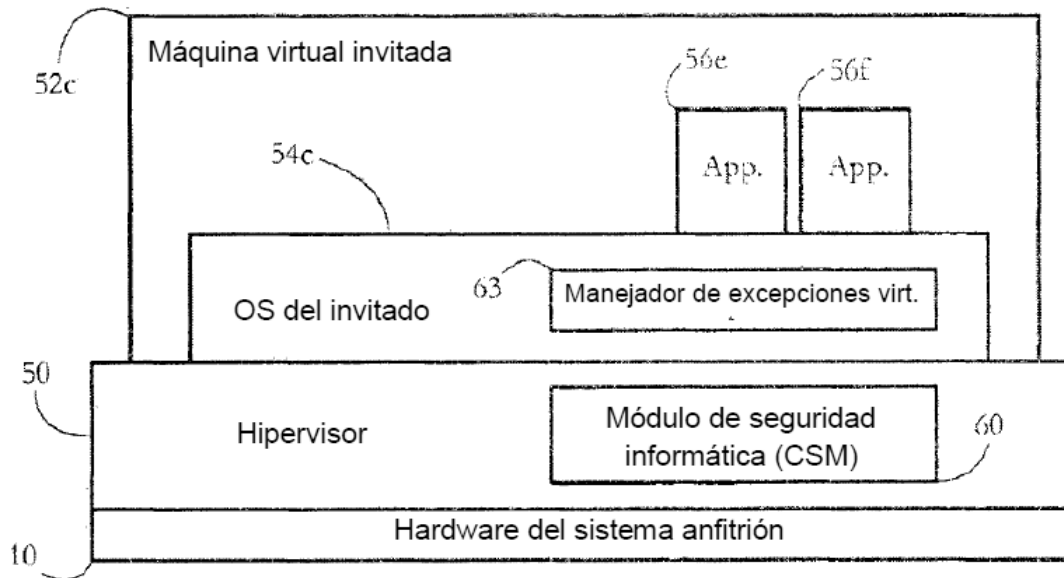 Máquina virtual invitada
52c
56e
56f
54c
App.
App.
63
Manejador de excepciones virt.
OS del invitado
50
Hipervisor
Módulo de seguridad
informática (CSM)
60
Hardware del sistema anfitrión
10